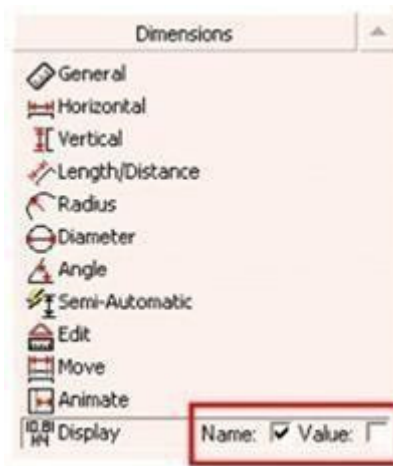 Dimensions
General
Horizontal
Vertical
Length/Distance
Radius
Diameter
Angle
Semi-Automatic
Edit
Move
Animate
Display Name: Value: